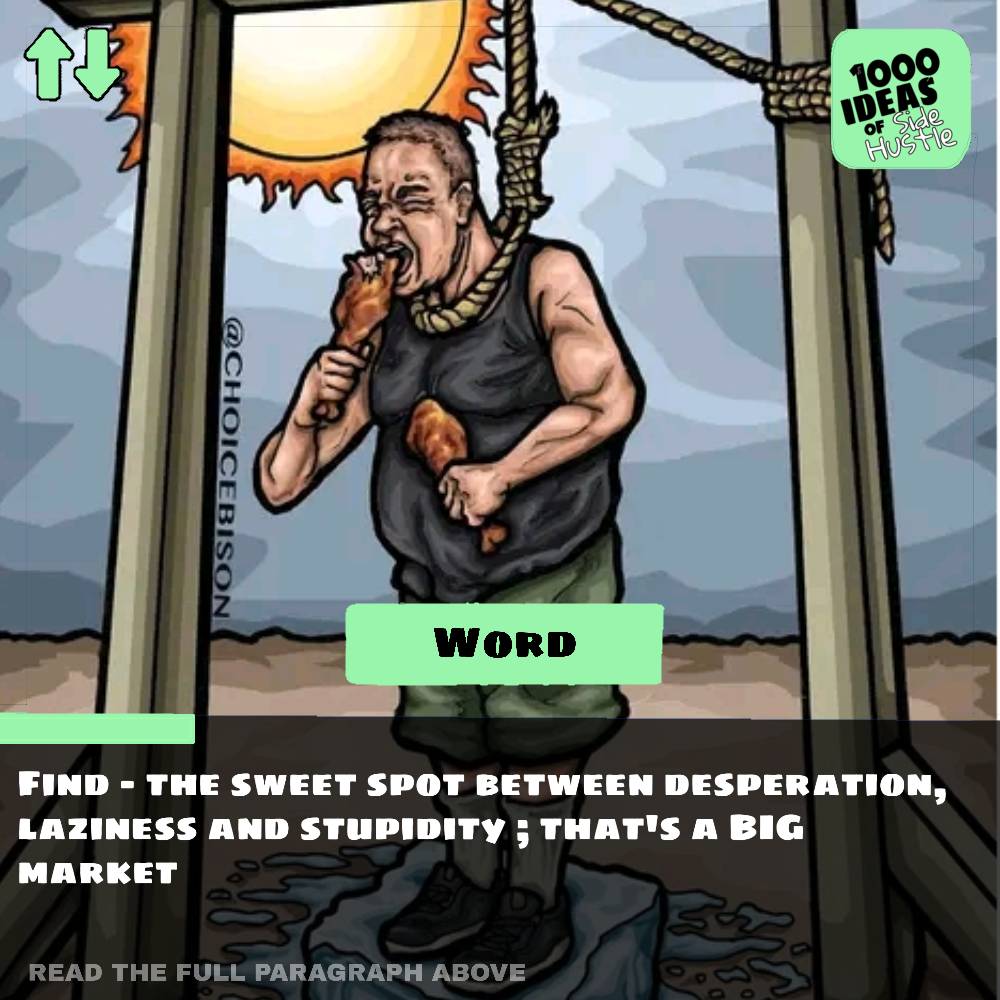 1000
IDEAS
OF Side
Hustle
@CHOICEBISON
WORD
FIND - THE SWEET SPOT BETWEEN DESPERATION,
LAZINESS AND STUPIDITY ; THAT'S A BIG
MARKET
READ THE FULL PARAGRAPH ABOVE